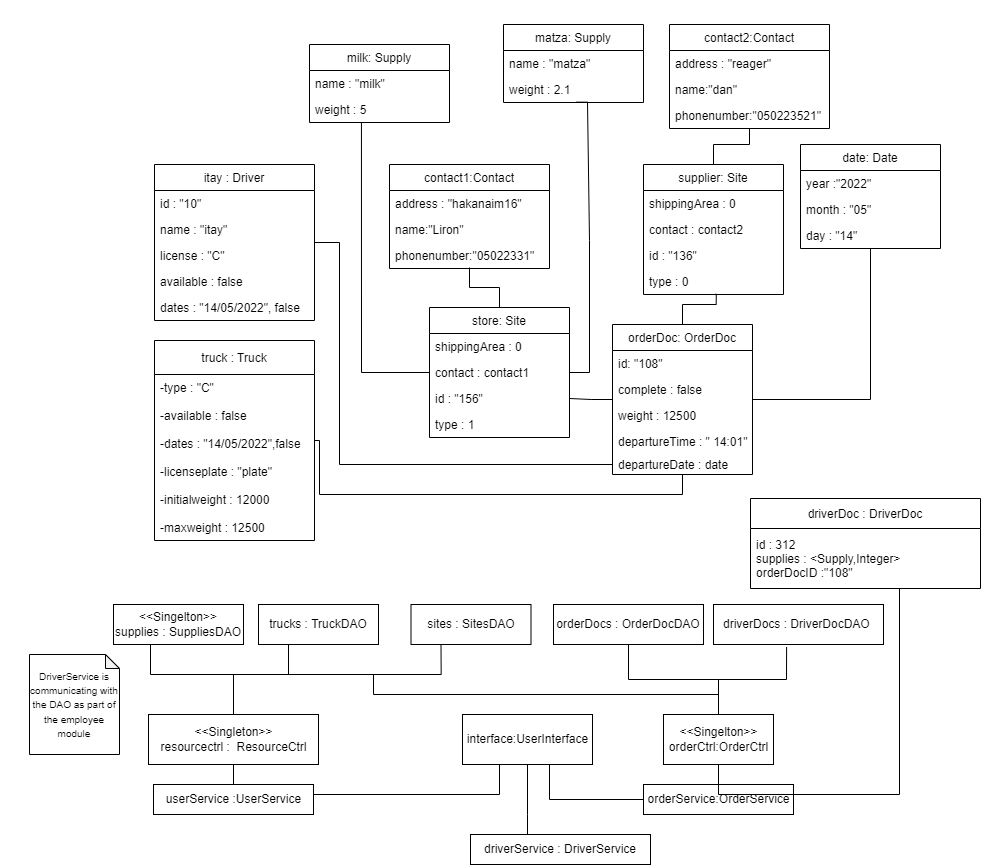 matza: Supply
name : "matza"
weight : 2.1
contact2:Contact
address : "reager"
name:"dan"
phonenumber:"050223521"
milk: Supply
name : "milk"
weight : 5
date: Date
year :"2022"
month : "05"
day : "14"
itay : Driver
id : "10"
name : "itay"
license : "C"
available : false
dates : "14/05/2022", false
contact1:Contact
address : "hakanaim16"
name:"Liron"
phonenumber:"05022331"
supplier: Site
shippingArea : 0
contact : contact2
id : "136"
type : 0
store: Site
shippingArea : 0
contact : contact1
id : "156"
type : 1
orderDoc: OrderDoc
id: "108"
complete : false
weight : 12500
departureTime : " 14:01"
departureDate : date
truck : Truck
-type : "C"
-available : false
-dates : "14/05/2022",false
-licenseplate : "plate"
-initialweight : 12000
-maxweight : 12500
driverDoc : DriverDoc
id : 312
supplies : <Supply,Integer>
orderDocID :"108"
<<Singelton>>
supplies : SuppliesDAO
trucks : TruckDAO
sites : SitesDAO
orderDocs : OrderDocDAO
driverDocs : DriverDocDAO
DriverService is
communicating with
the DAO as part of
the employee
module
<<Singleton>>
resourcectrl : ResourceCtrl
interface:UserInterface
<<Singelton>>
orderCtrl:OrderCtrl
userService :UserService
orderService:OrderService
driverService : DriverService